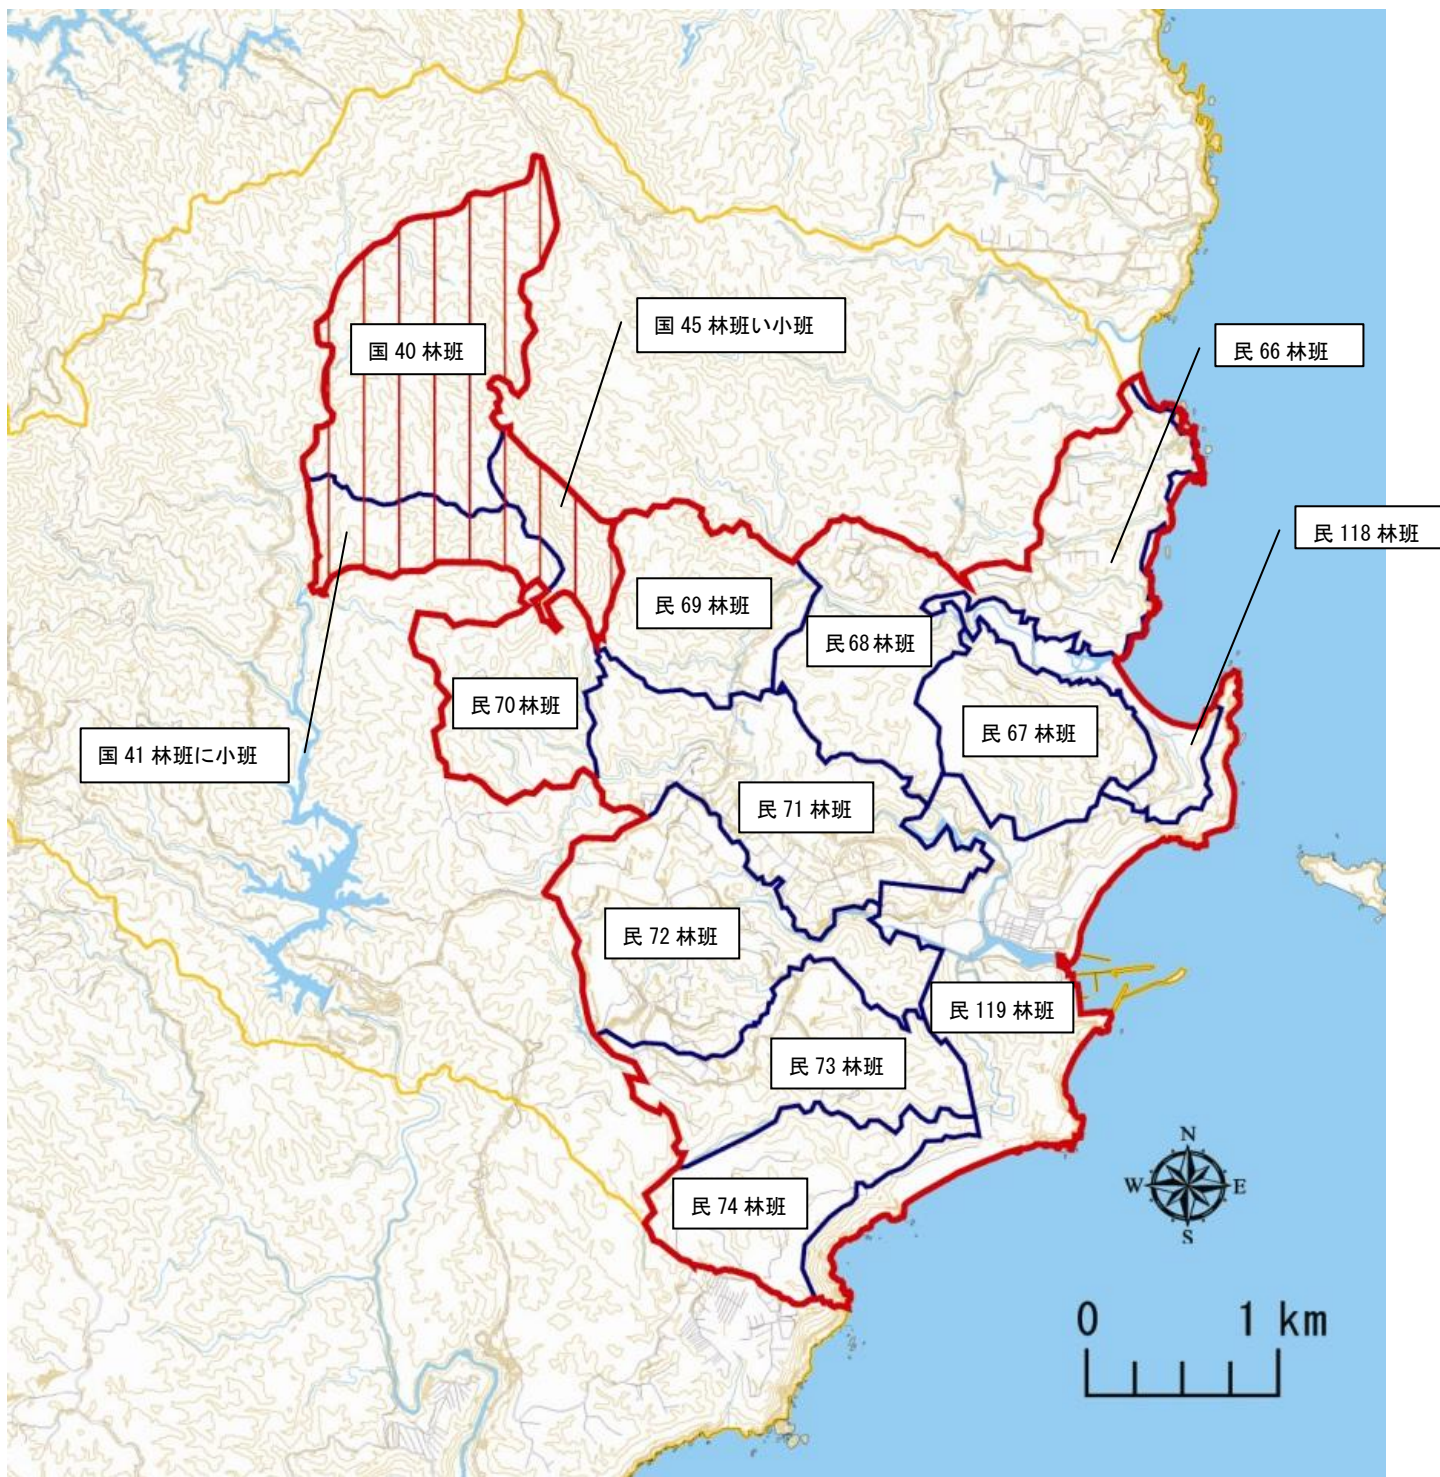 国 40 林班
国 45 林班い小班
民 66 林班
民 118 林班
民 69 林班
民 68 林班
民 70 林班
民 67 林班
国 41 林班に小班
民 71 林班
民 72 林班
民 119 林班
民 73 林班
民 74 林班
N
W E
S
0 1 km